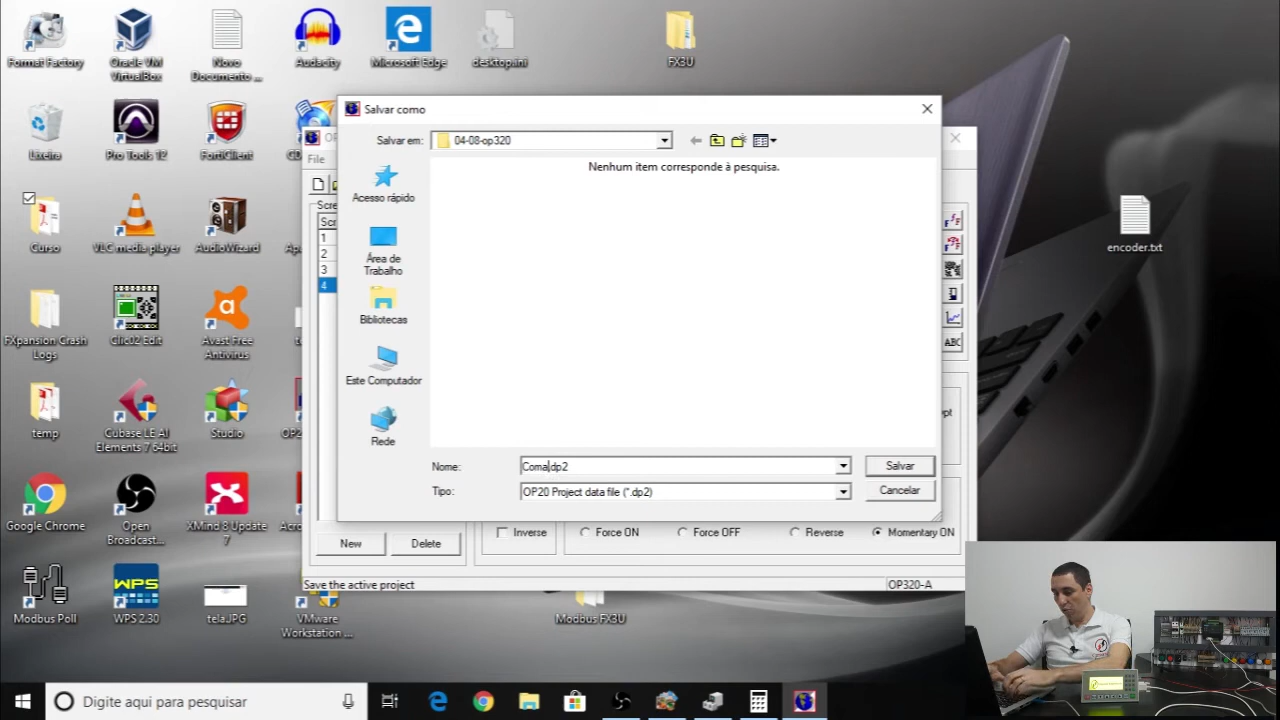 Format Factory
Oracle VM
VirtualBox
Novo
Documento ...
Audacity
Microsoft Edge
desktop.ini
FX3U
Salvar como
Salvar em:
04-08-op320
Nenhum item corresponde à pesquisa.
File
Lixeira
Pro Tools 12
FortiClient
Acesso rápido
Scre
Scr
1
2
3
4
Área de
Trabalho
encoder.txt
Curso
VLC media player
AudioWizard
Bibliotecas
ABC
FXpansion Crash
Logs
Clic02 Edit
Avast Free
Antivirus
Este Computador
Rede
temp
Cubase LE AI
Elements 7 64bit
Studio
Nome:
Coma.dp2
Salvar
Tipo:
OP20 Project data file (*.dp2)
Cancelar
Google Chrome
Open
Broadcast...
XMind 8 Update
7
New
Delete
Inverse
Force ON
Force OFF
Reverse
Momentary ON
Save the active project
OP320-A
Modbus Poll
WPS 2.30
tela.JPG
VMware
Workstation ...
Modbus FX3U
Digite aqui para pesquisar